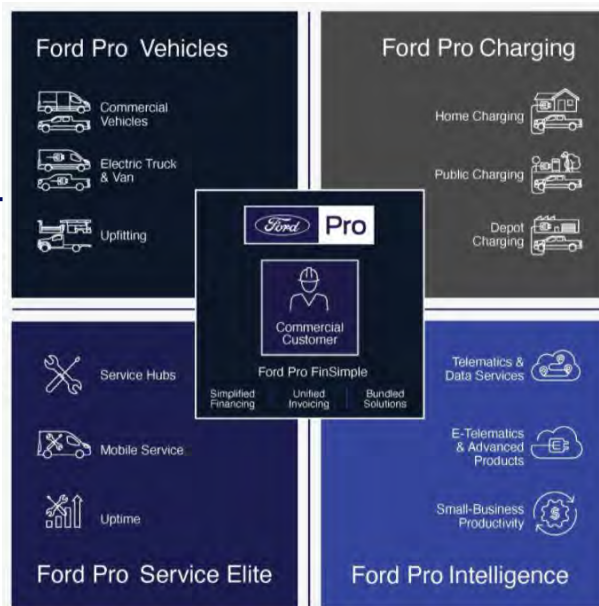 Ford Pro Vehicles
Commercial
Vehicles
Electric Truck
& Van
Upfitting
Ford Pro Charging
Home Charging
Public Charging
Depot
Charging
Ford Pro
Commercial
Customer
Ford Pro FinSimple
Simplified
Financing
Unified
Invoicing
Bundled
Solutions
Service Hubs
Mobile Service
Uptime
Ford Pro Service Elite
Telematics &
Data Services
E-Telematics
& Advanced
Products
Small-Business
Productivity
$
Ford Pro Intelligence